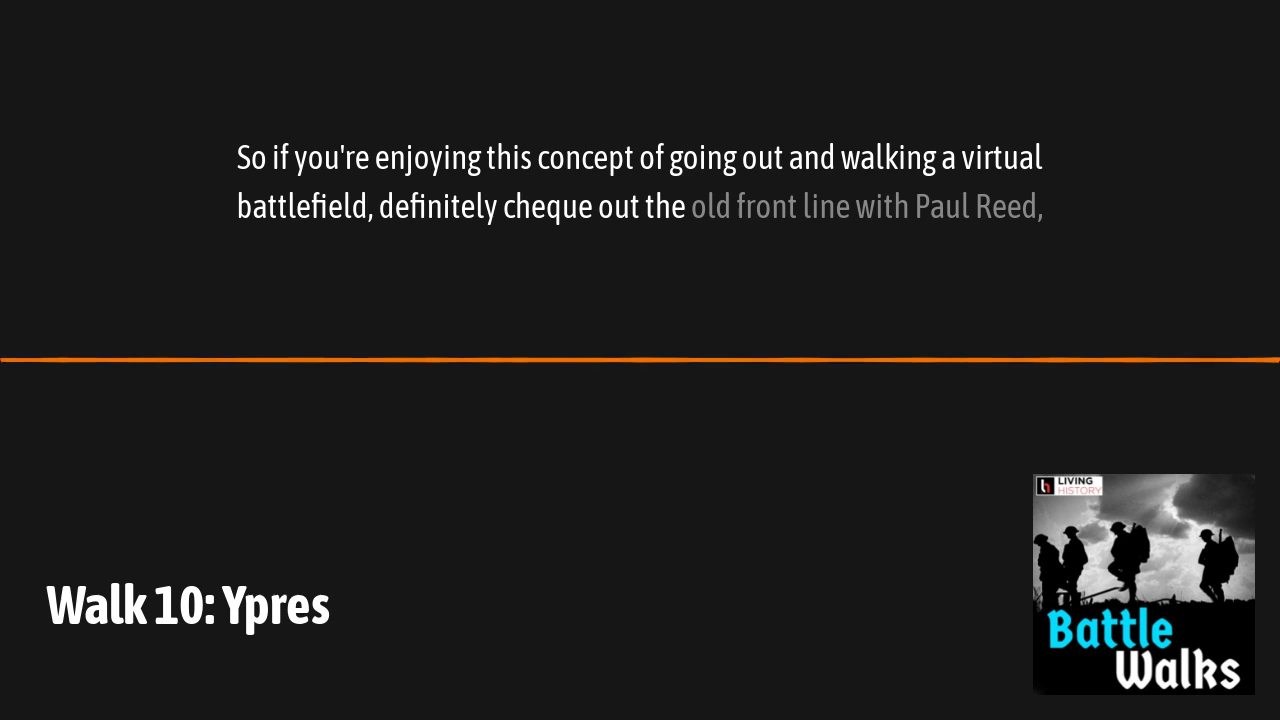 So if you're enjoying this concept of going out and walking a virtual
battlefield, definitely cheque out the old front line with Paul Reed,
Walk 10: Ypres
LIVING
HISTORY
Battle
Walks